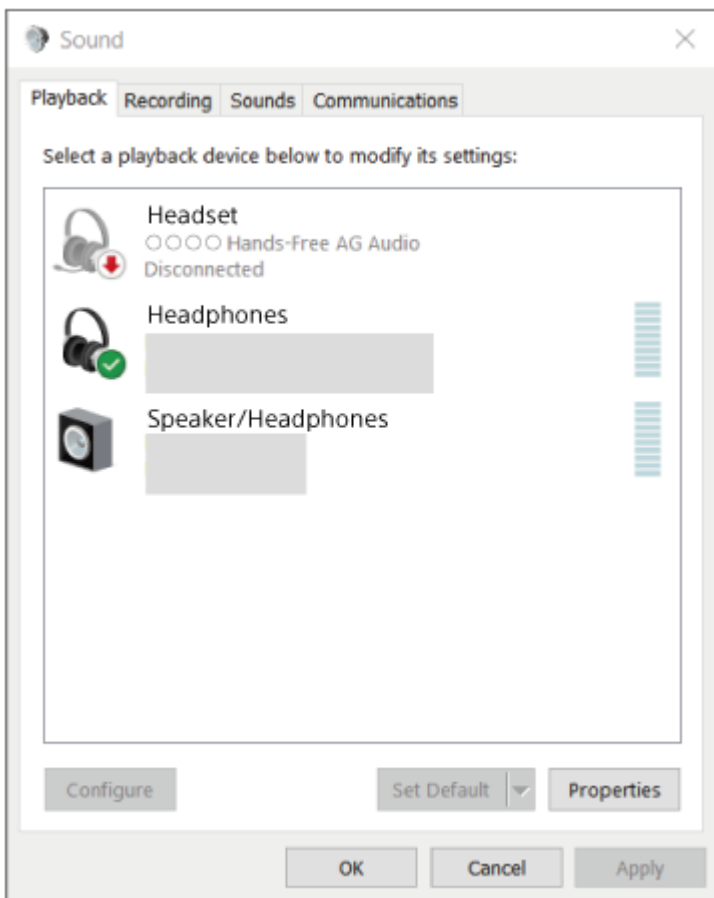 Sound
Playback Recording Sounds Communications
Select a playback device below to modify its settings:
Headset
○○○○ Hands-Free AG Audio
Disconnected
Headphones
Speaker/Headphones
Configure Set Default Properties
OK Cancel Apply